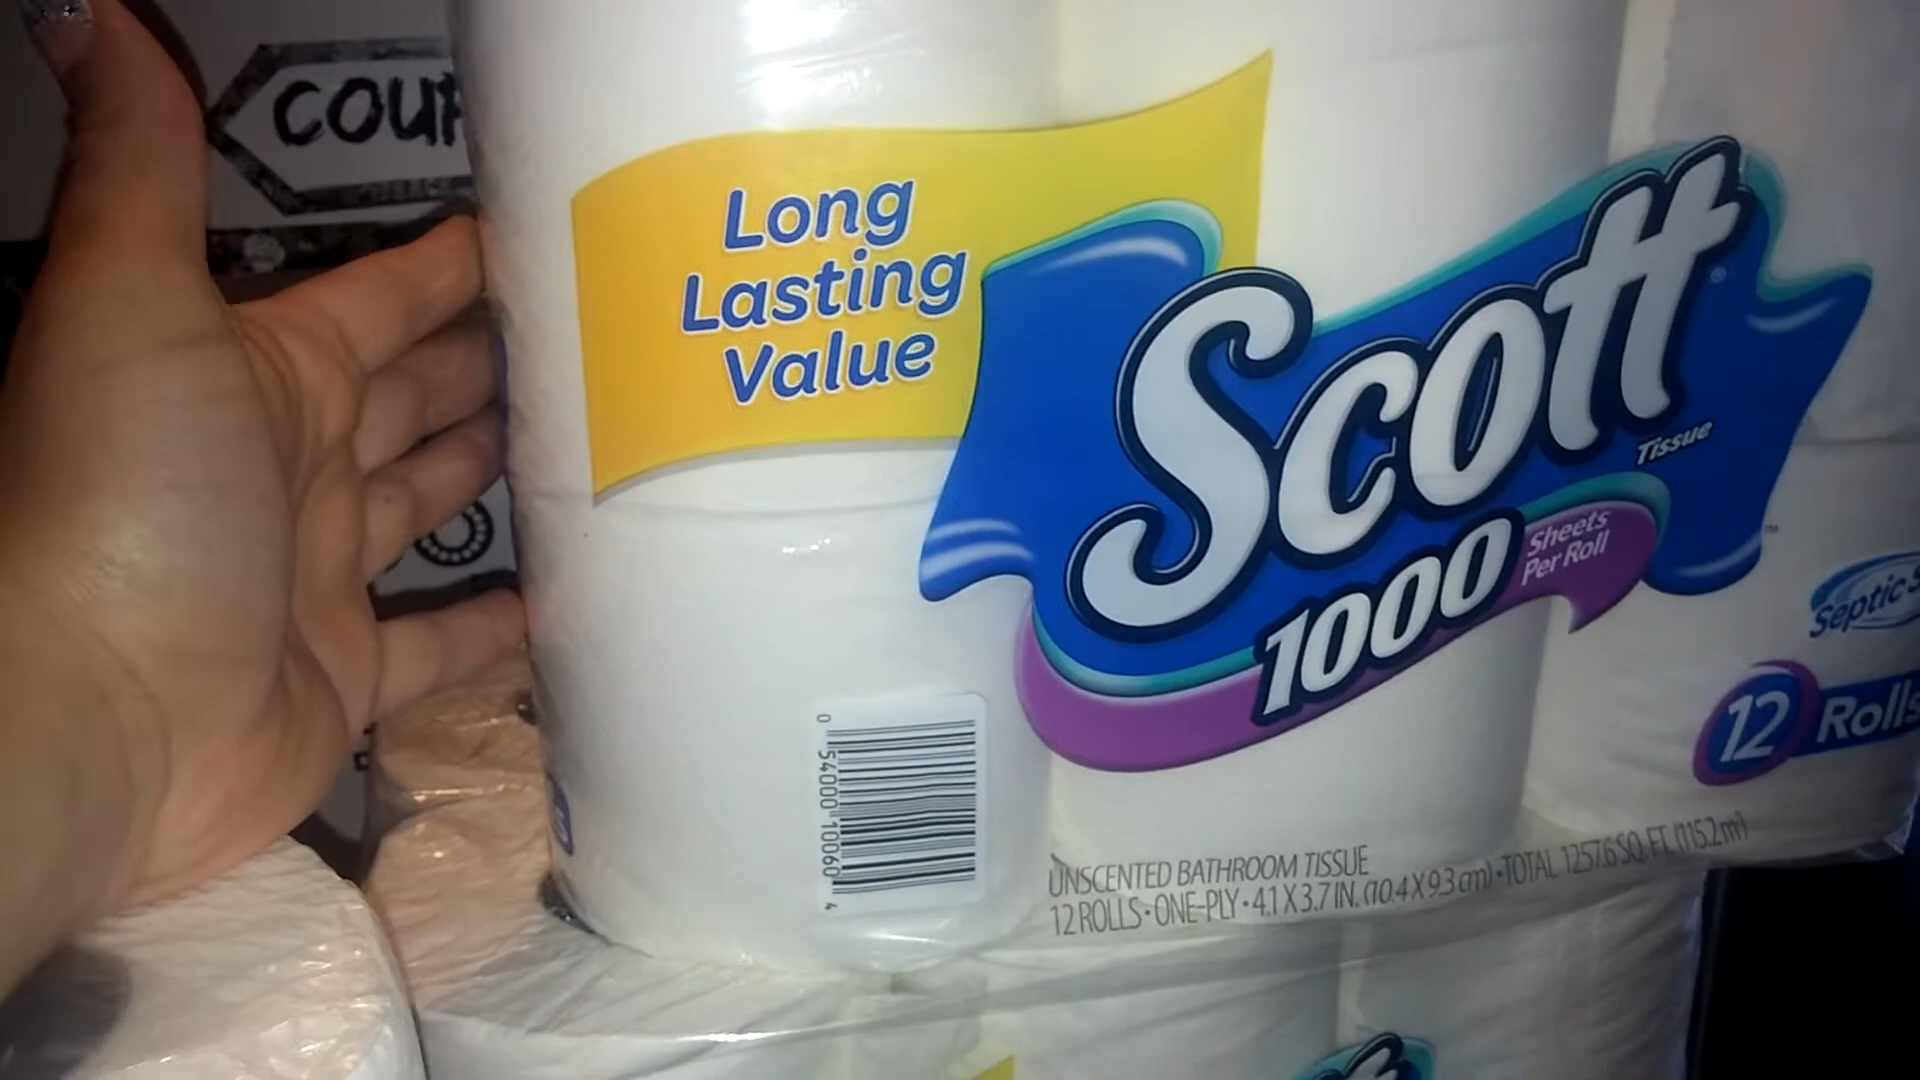 Long
Lasting
Value
Scott
®
Tissue
1000
Sheets
Per Roll
TM
Septic
12 Rolls
0 54000 10060 4
UNSCENTED BATHROOM TISSUE
12 ROLLS • ONE-PLY • 4.1 X 3.7 IN. (10.4 X 9.3 cm) • TOTAL 1257.6 SQ. FT. (115.2 m²)